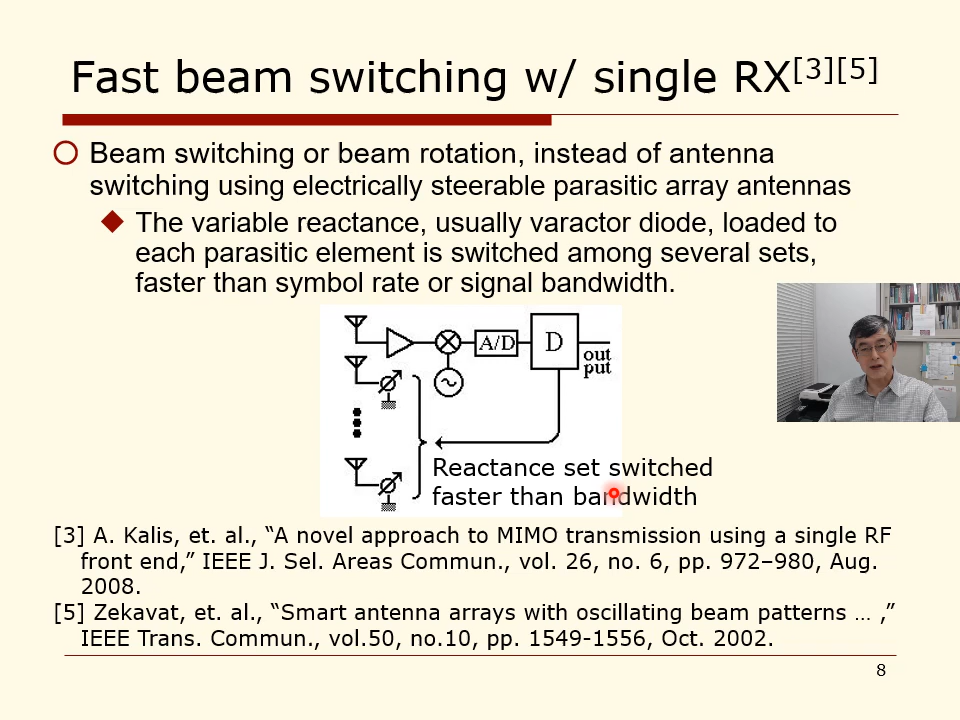 Fast beam switching w/ single RX[3][5]
Beam switching or beam rotation, instead of antenna
switching using electrically steerable parasitic array antennas
The variable reactance, usually varactor diode, loaded to
each parasitic element is switched among several sets,
faster than symbol rate or signal bandwidth.
A/D
D
out
put
Reactance set switched
faster than bandwidth
[3] A. Kalis, et. al., “A novel approach to MIMO transmission using a single RF
front end,” IEEE J. Sel. Areas Commun., vol. 26, no. 6, pp. 972–980, Aug.
2008.
[5] Zekavat, et. al., “Smart antenna arrays with oscillating beam patterns … ,”
IEEE Trans. Commun., vol.50, no.10, pp. 1549-1556, Oct. 2002.
8